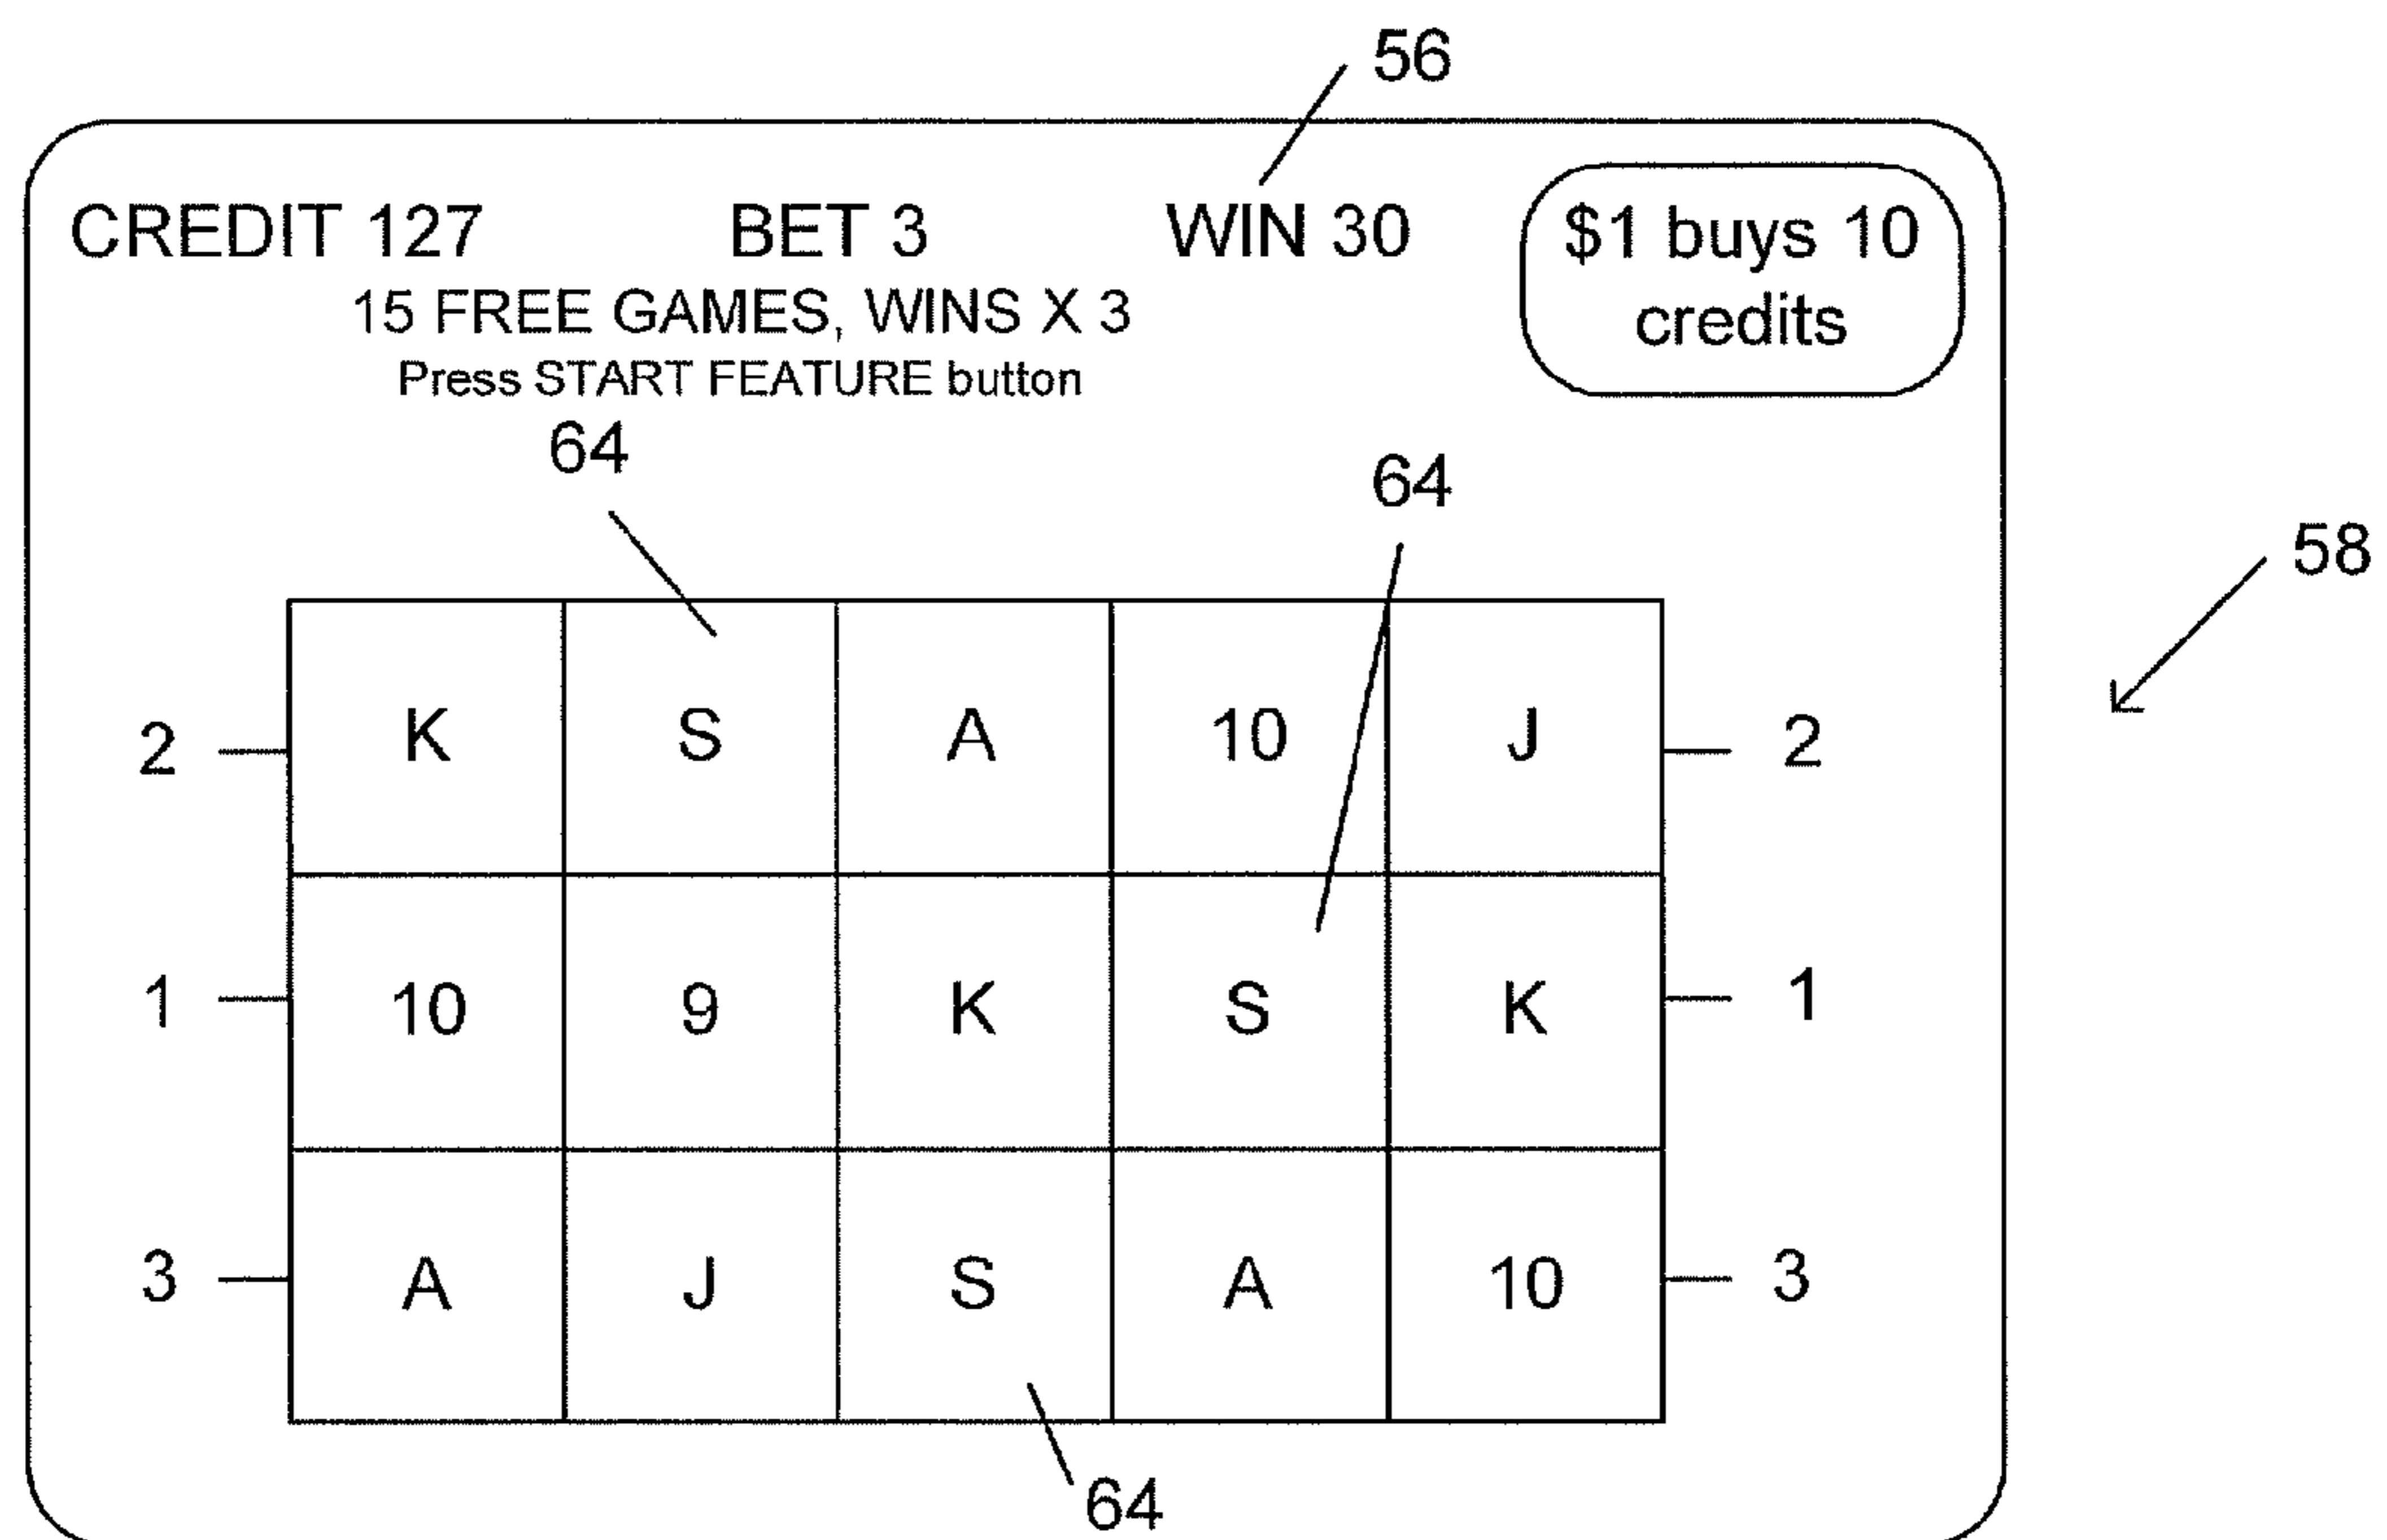 56
CREDIT 127 BET 3 WIN 30 $1 buys 10
credits
15 FREE GAMES, WINS X 3
Press START FEATURE button
64 64
58
2 K S A 10 J 2
1 10 9 K S K 1
3 A J S A 10 3
64